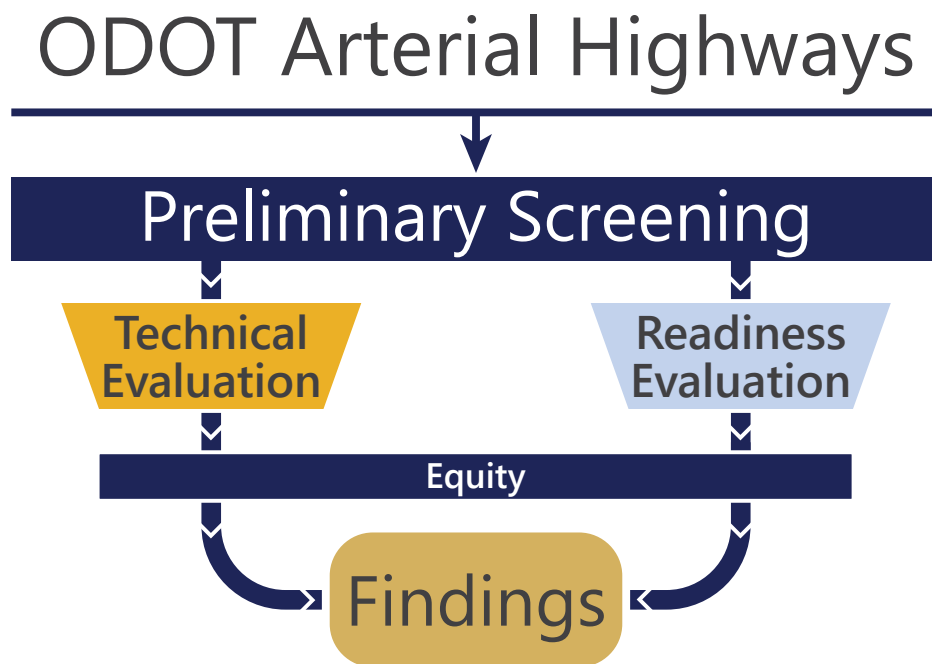 ODOT Arterial Highways
Preliminary Screening
Technical
Evaluation
Readiness
Evaluation
Equity
Findings